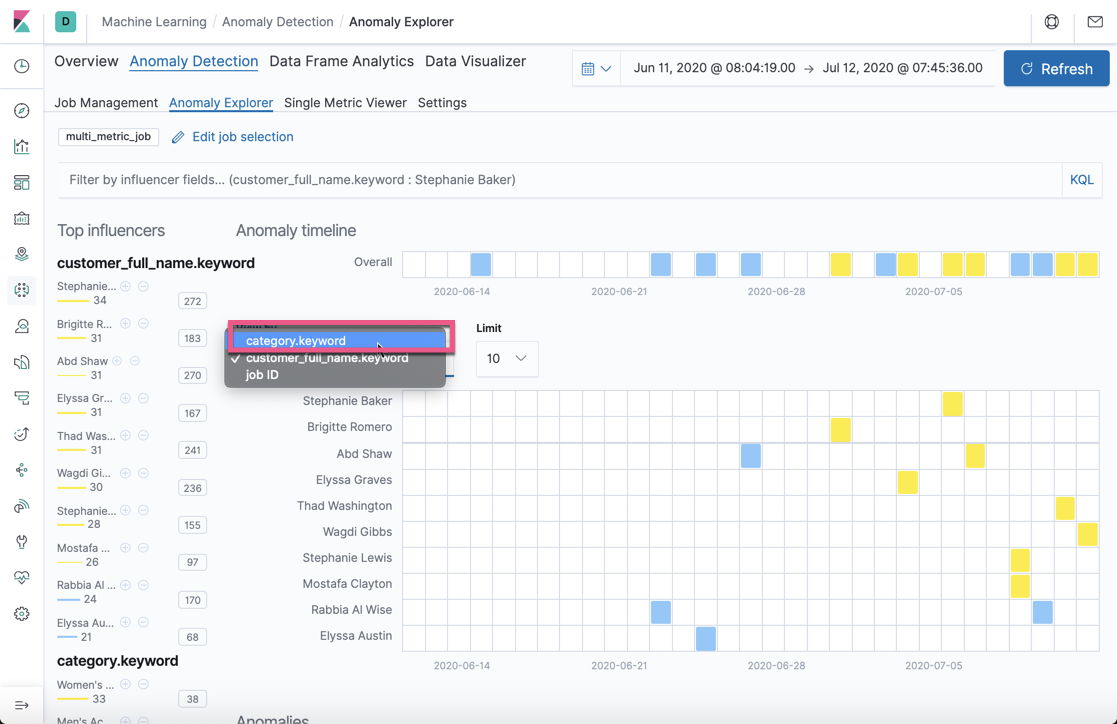 D Machine Learning / Anomaly Detection / Anomaly Explorer
Overview Anomaly Detection Data Frame Analytics Data Visualizer
Jun 11, 2020 @ 08:04:19.00 → Jul 12, 2020 @ 07:45:36.00 Refresh
Job Management Anomaly Explorer Single Metric Viewer Settings
multi_metric_job Edit job selection
Filter by influencer fields... (customer_full_name.keyword : Stephanie Baker) KQL
Top influencers
customer_full_name.keyword
Stephanie...
34 272
Brigitte R...
31 183
Abd Shaw
31 270
Elyssa Gr...
31 167
Thad Was...
31 241
Wagdi Gi...
30 236
Stephanie...
28 155
Mostafa ...
26 97
Rabbia Al ...
24 170
Elyssa Au...
21 68
category.keyword
Women's ...
33 38
Men's Ac...
Anomaly timeline
Overall
2020-06-14 2020-06-21 2020-06-28 2020-07-05
View by
category.keyword
✓ customer_full_name.keyword
job ID
Limit
10
Stephanie Baker
Brigitte Romero
Abd Shaw
Elyssa Graves
Thad Washington
Wagdi Gibbs
Stephanie Lewis
Mostafa Clayton
Rabbia Al Wise
Elyssa Austin
2020-06-14 2020-06-21 2020-06-28 2020-07-05
Anomalies